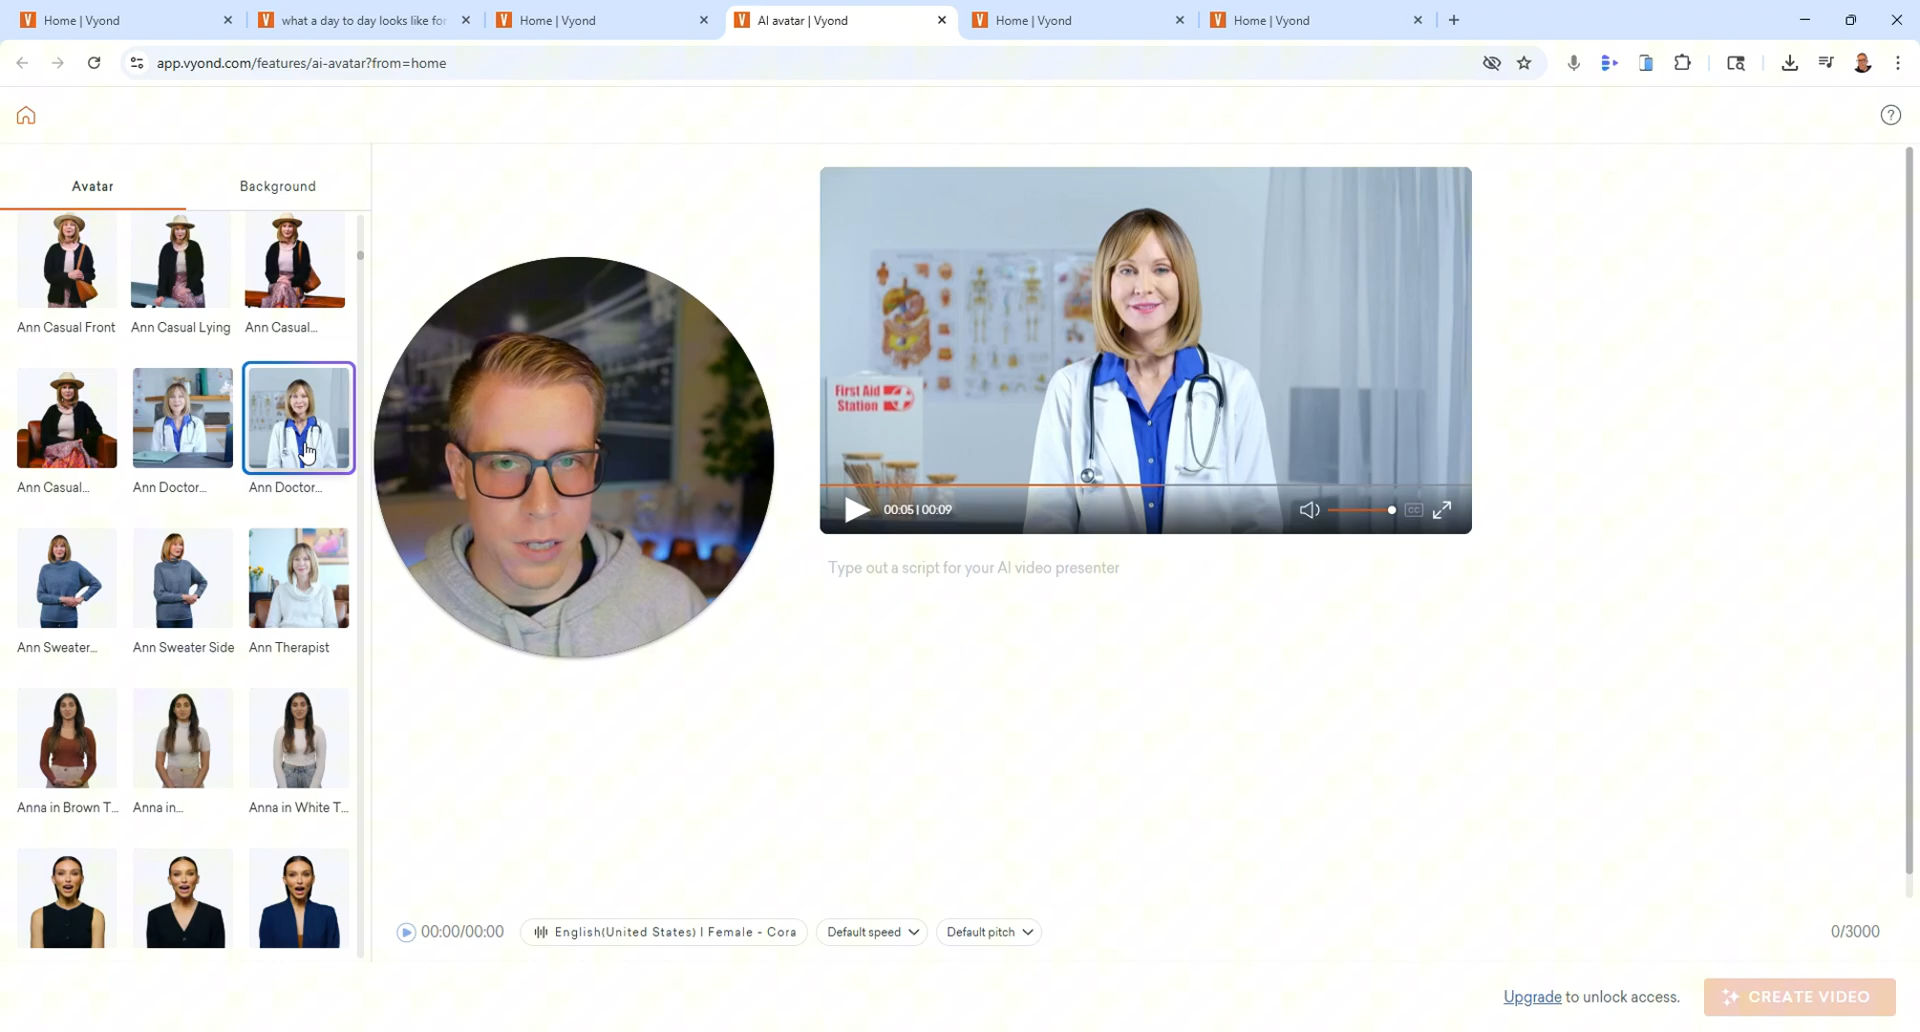 Home | Vyond
what a day to day looks like for
Home | Vyond
AI avatar | Vyond
Home | Vyond
Home | Vyond
app.vyond.com/features/ai-avatar?from=home
Avatar
Background
Ann Casual Front
Ann Casual Lying
Ann Casual...
Ann Casual...
Ann Doctor...
Ann Doctor...
Ann Sweater...
Ann Sweater Side
Ann Therapist
Anna in Brown T...
Anna in...
Anna in White T...
First Aid
Station
00:05 | 00:09
CC
Type out a script for your AI video presenter
00:00/00:00
English(United States) | Female - Cora
Default speed
Default pitch
0/3000
Upgrade to unlock access.
CREATE VIDEO